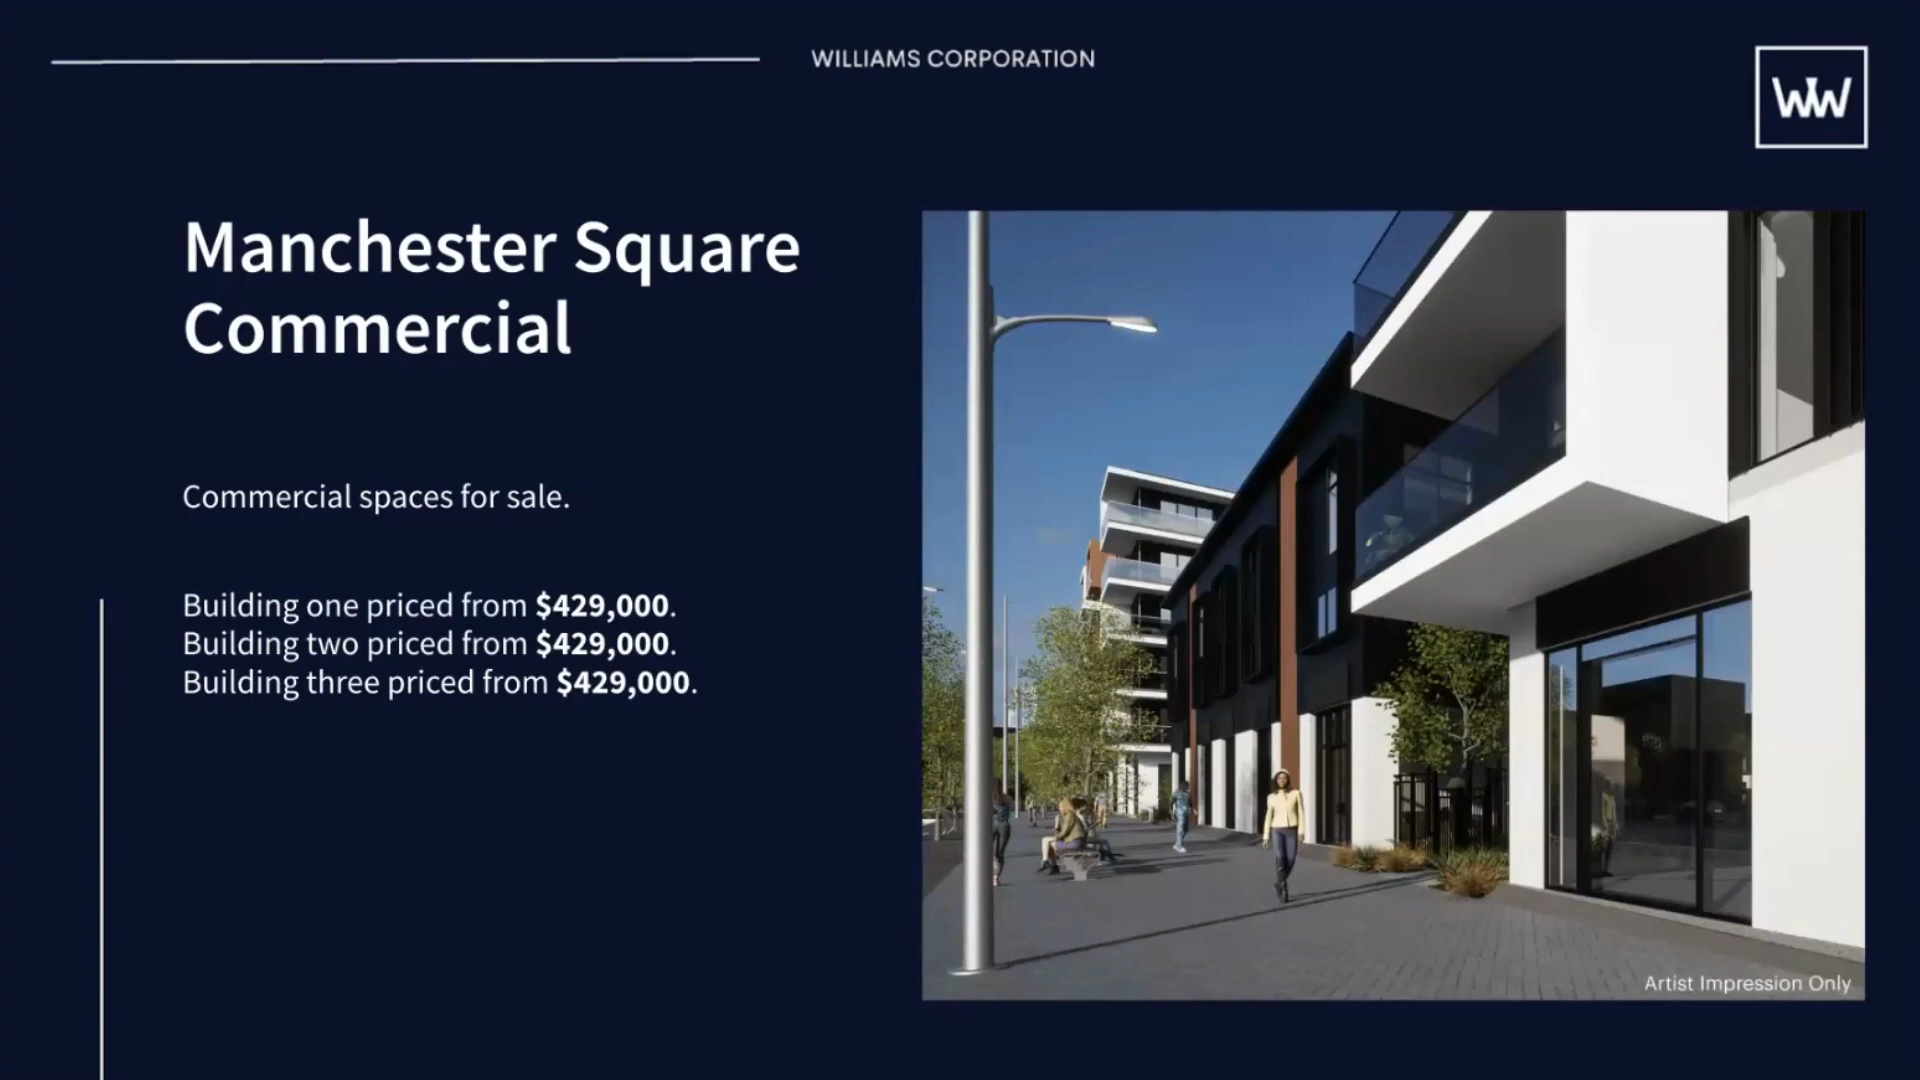 WILLIAMS CORPORATION
WW
Manchester Square
Commercial
Commercial spaces for sale.
Building one priced from $429,000.
Building two priced from $429,000.
Building three priced from $429,000.
Artist Impression Only